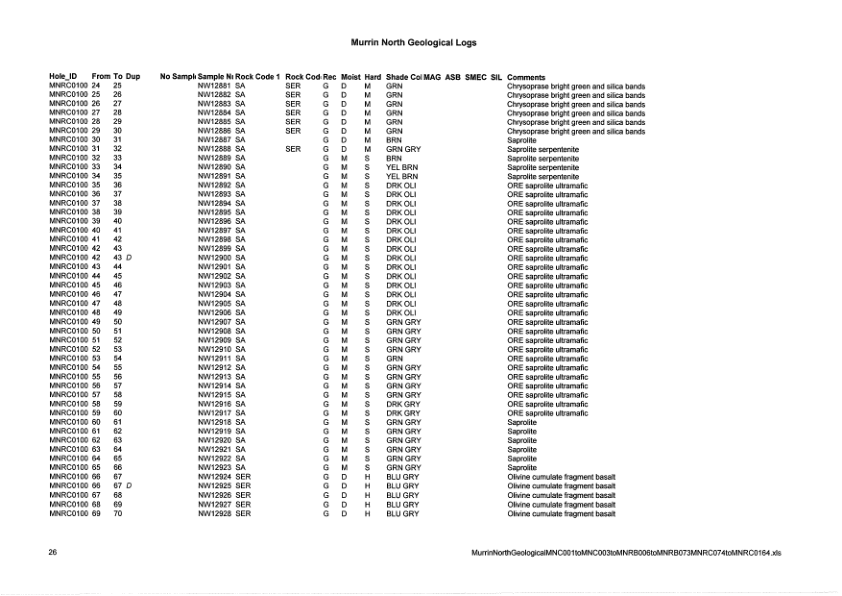 Murrin North Geological Logs
Hole_ID From To Dup No Sampl Sample Nu Rock Code 1 Rock Cod Rec Moist Hard Shade Col MAG ASB SMEC SIL Comments
MNRC0100 24 25 NW12881 SA SER G D M GRN Chrysoprase bright green and silica bands
MNRC0100 25 26 NW12882 SA SER G D M GRN Chrysoprase bright green and silica bands
MNRC0100 26 27 NW12883 SA SER G D M GRN Chrysoprase bright green and silica bands
MNRC0100 27 28 NW12884 SA SER G D M GRN Chrysoprase bright green and silica bands
MNRC0100 28 29 NW12885 SA SER G D M GRN Chrysoprase bright green and silica bands
MNRC0100 29 30 NW12886 SA SER G D M GRN Chrysoprase bright green and silica bands
MNRC0100 30 31 NW12887 SA G D M BRN Saprolite
MNRC0100 31 32 NW12888 SA SER G D M GRN GRY Saprolite serpentenite
MNRC0100 32 33 NW12889 SA G M S BRN Saprolite serpentenite
MNRC0100 33 34 NW12890 SA G M S YEL BRN Saprolite serpentenite
MNRC0100 34 35 NW12891 SA G M S YEL BRN Saprolite serpentenite
MNRC0100 35 36 NW12892 SA G M S DRK OLI ORE saprolite ultramafic
MNRC0100 36 37 NW12893 SA G M S DRK OLI ORE saprolite ultramafic
MNRC0100 37 38 NW12894 SA G M S DRK OLI ORE saprolite ultramafic
MNRC0100 38 39 NW12895 SA G M S DRK OLI ORE saprolite ultramafic
MNRC0100 39 40 NW12896 SA G M S DRK OLI ORE saprolite ultramafic
MNRC0100 40 41 NW12897 SA G M S DRK OLI ORE saprolite ultramafic
MNRC0100 41 42 NW12898 SA G M S DRK OLI ORE saprolite ultramafic
MNRC0100 42 43 NW12899 SA G M S DRK OLI ORE saprolite ultramafic
MNRC0100 42 43 D NW12900 SA G M S DRK OLI ORE saprolite ultramafic
MNRC0100 43 44 NW12901 SA G M S DRK OLI ORE saprolite ultramafic
MNRC0100 44 45 NW12902 SA G M S DRK OLI ORE saprolite ultramafic
MNRC0100 45 46 NW12903 SA G M S DRK OLI ORE saprolite ultramafic
MNRC0100 46 47 NW12904 SA G M S DRK OLI ORE saprolite ultramafic
MNRC0100 47 48 NW12905 SA G M S DRK OLI ORE saprolite ultramafic
MNRC0100 48 49 NW12906 SA G M S DRK OLI ORE saprolite ultramafic
MNRC0100 49 50 NW12907 SA G M S GRN GRY ORE saprolite ultramafic
MNRC0100 50 51 NW12908 SA G M S GRN GRY ORE saprolite ultramafic
MNRC0100 51 52 NW12909 SA G M S GRN GRY ORE saprolite ultramafic
MNRC0100 52 53 NW12910 SA G M S GRN GRY ORE saprolite ultramafic
MNRC0100 53 54 NW12911 SA G M S GRN ORE saprolite ultramafic
MNRC0100 54 55 NW12912 SA G M S GRN GRY ORE saprolite ultramafic
MNRC0100 55 56 NW12913 SA G M S GRN GRY ORE saprolite ultramafic
MNRC0100 56 57 NW12914 SA G M S GRN GRY ORE saprolite ultramafic
MNRC0100 57 58 NW12915 SA G M S GRN GRY ORE saprolite ultramafic
MNRC0100 58 59 NW12916 SA G M S DRK GRY ORE saprolite ultramafic
MNRC0100 59 60 NW12917 SA G M S GRN GRY ORE saprolite ultramafic
MNRC0100 60 61 NW12918 SA G M S GRN GRY Saprolite
MNRC0100 61 62 NW12919 SA G M S GRN GRY Saprolite
MNRC0100 62 63 NW12920 SA G M S GRN GRY Saprolite
MNRC0100 63 64 NW12921 SA G M S GRN GRY Saprolite
MNRC0100 64 65 NW12922 SA G M S GRN GRY Saprolite
MNRC0100 65 66 NW12923 SA G M S GRN GRY Saprolite
MNRC0100 66 67 NW12924 SER G D H BLU GRY Olivine cumulate fragment basalt
MNRC0100 66 67 D NW12925 SER G D H BLU GRY Olivine cumulate fragment basalt
MNRC0100 67 68 NW12926 SER G D H BLU GRY Olivine cumulate fragment basalt
MNRC0100 68 69 NW12927 SER G D H BLU GRY Olivine cumulate fragment basalt
MNRC0100 69 70 NW12928 SER G D H BLU GRY Olivine cumulate fragment basalt
26 MurrinNorthGeologicalMNC001toMNC003toMNRB006toMNRB073MNRC074toMNRC0164.xls